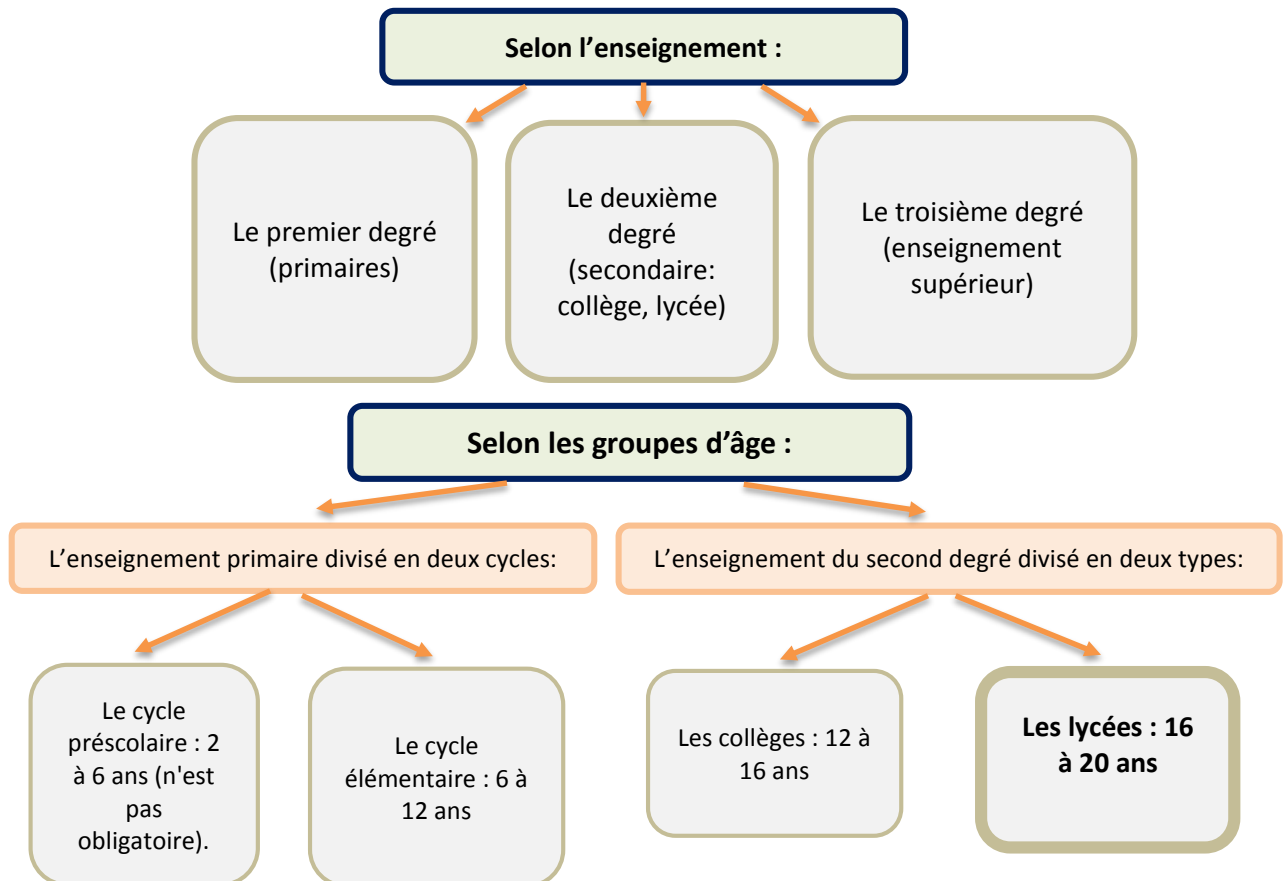 Selon l’enseignement :
Le premier degré
(primaires)
Le deuxième
degré
(secondaire:
collège, lycée)
Le troisième degré
(enseignement
supérieur)
Selon les groupes d’âge :
L’enseignement primaire divisé en deux cycles:
L’enseignement du second degré divisé en deux types:
Le cycle
préscolaire : 2
à 6 ans (n'est
pas
obligatoire).
Le cycle
élémentaire : 6 à
12 ans
Les collèges : 12 à
16 ans
Les lycées : 16
à 20 ans